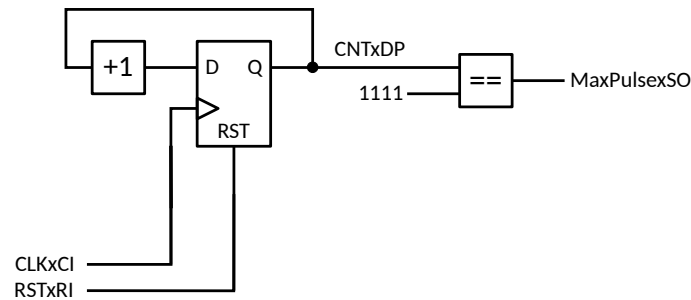 CNTxDP
+1
D
Q
==
MaxPulsexSO
1111
RST
CLKxCI
RSTxRI